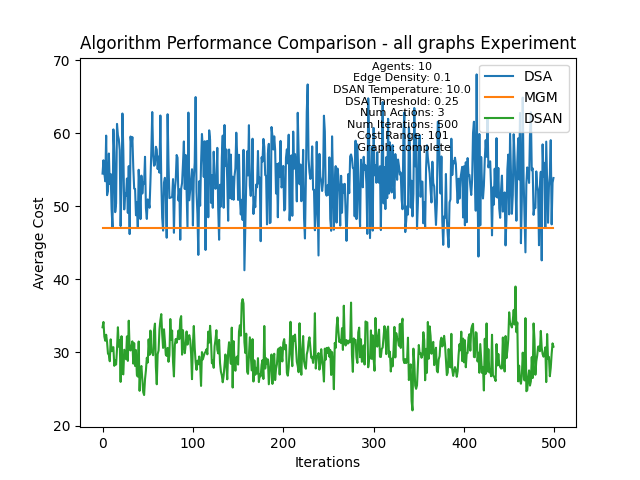 Algorithm Performance Comparison - all graphs Experiment
Agents: 10
Edge Density: 0.1
DSAN Temperature: 10.0
DSA Threshold: 0.25
Num Actions: 3
Num Iterations: 500
Cost Range: 101
Graph: complete
DSA
MGM
DSAN
Average Cost
70
60
50
40
30
20
0
100
200
300
400
500
Iterations